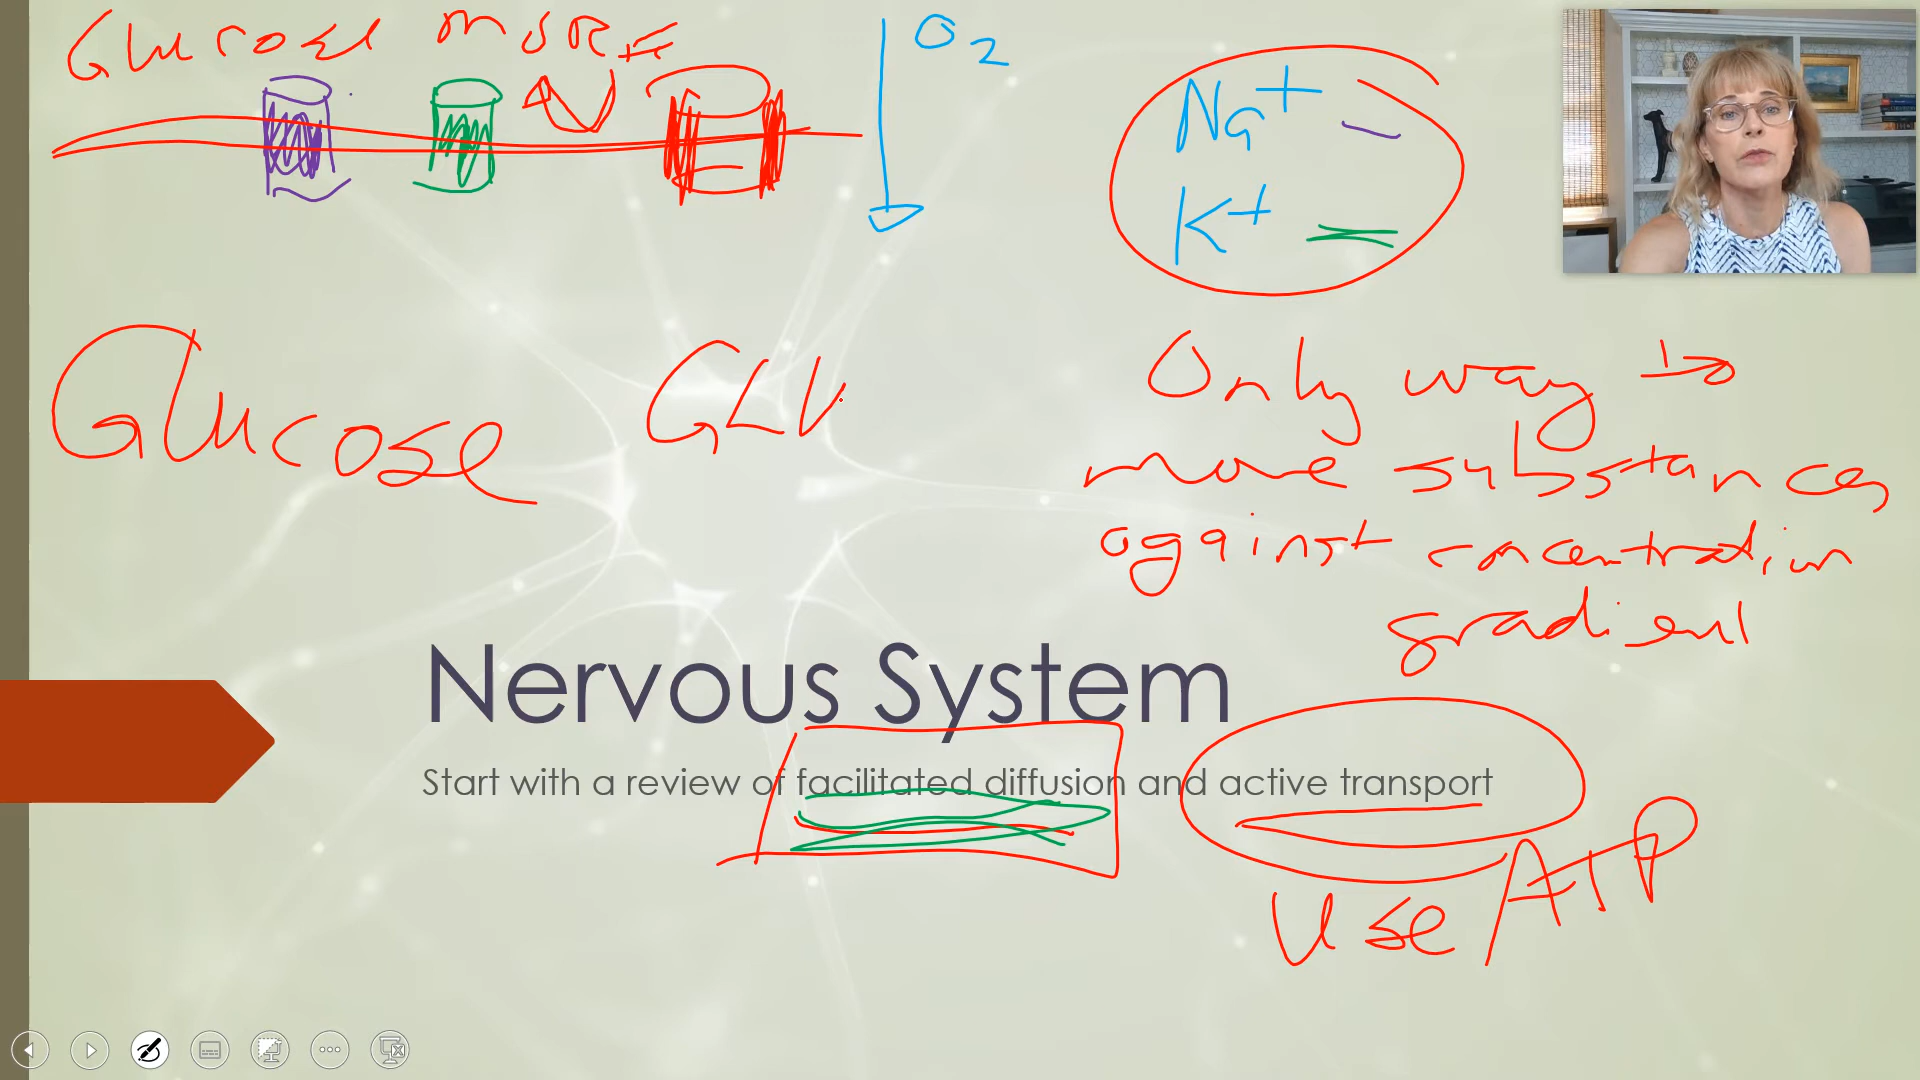 Glucose more
O2
Na+
K+
Glucose GLU
Only way to
move substances
against concentration
gradient
Nervous System
Start with a review of facilitated diffusion and active transport
Use ATP